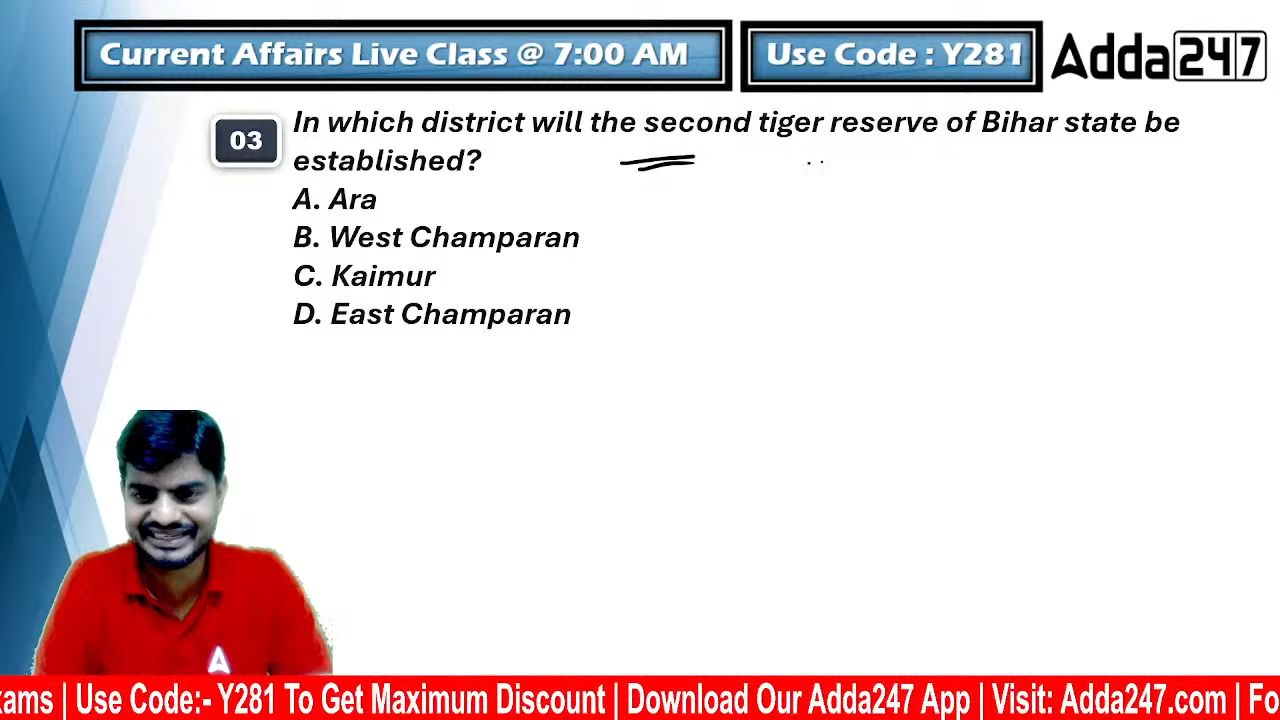 Current Affairs Live Class @ 7:00 AM
Use Code : Y281
Adda247
03
In which district will the second tiger reserve of Bihar state be
established?
A. Ara
B. West Champaran
C. Kaimur
D. East Champaran
xams | Use Code:- Y281 To Get Maximum Discount | Download Our Adda247 App | Visit: Adda247.com | Fo